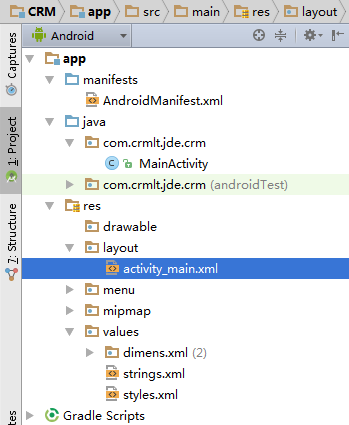 CRM app src main res layout
Captures
1: Project
7: Structure
Android
app
manifests
AndroidManifest.xml
java
com.crmlt.jde.crm
MainActivity
com.crmlt.jde.crm (androidTest)
res
drawable
layout
activity_main.xml
menu
mipmap
values
dimens.xml (2)
strings.xml
styles.xml
Gradle Scripts